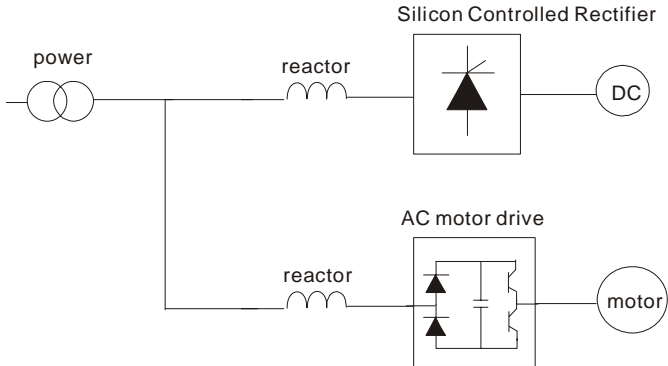 Silicon Controlled Rectifier
power
reactor
DC
AC motor drive
reactor
motor